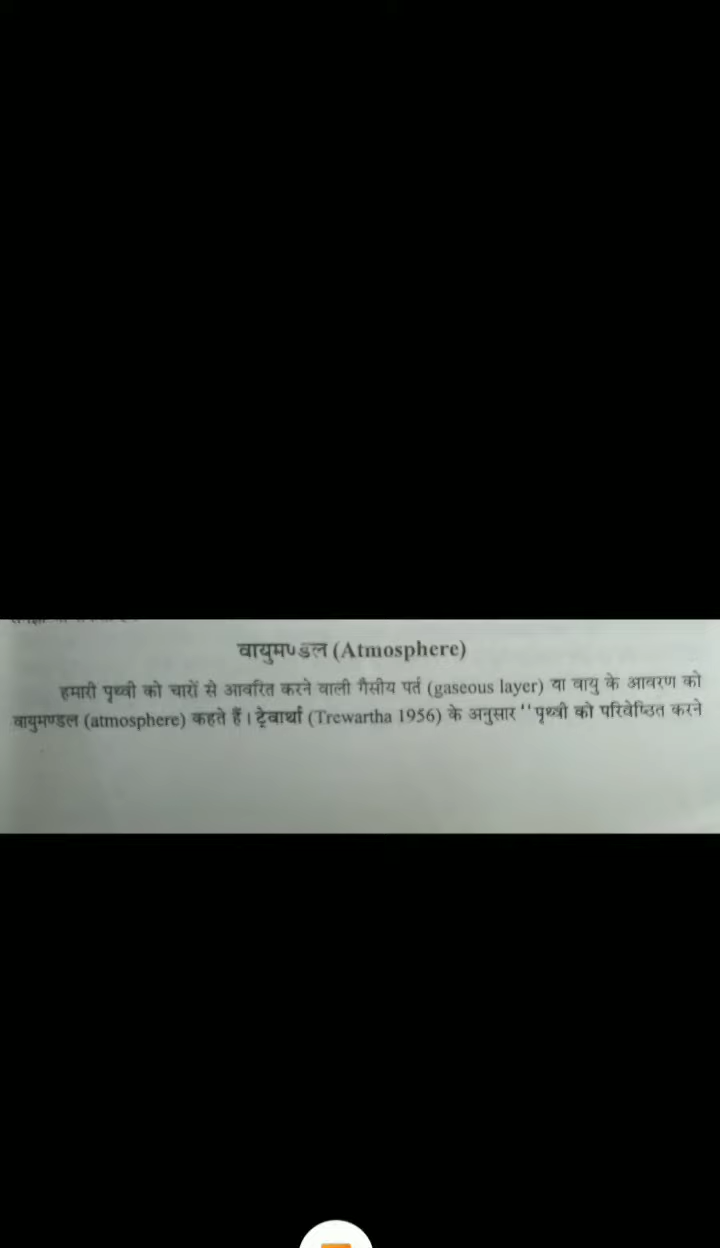 वायुमण्डल (Atmosphere)
हमारी पृथ्वी को चारों से आवरित करने वाली गैसीय पर्त (gaseous layer) या वायु के आवरण को
वायुमण्डल (atmosphere) कहते हैं। ट्रेवार्था (Trewartha 1956) के अनुसार ‘‘पृथ्वी को परिवेष्ठित करने